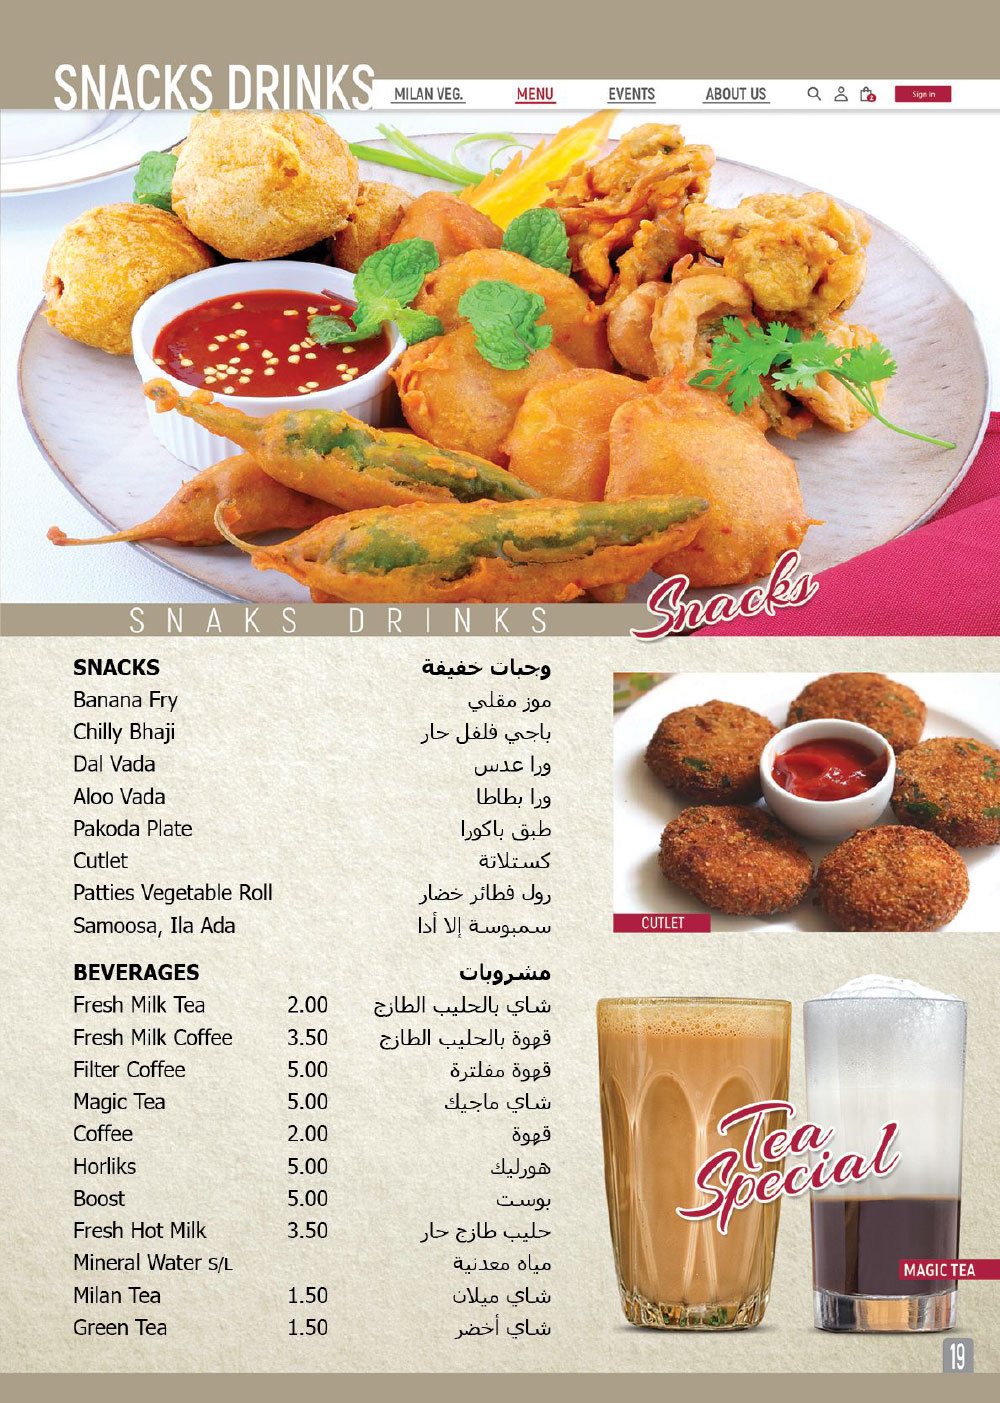 SNACKS DRINKS
MILAN VEG. MENU EVENTS ABOUT US Sign in
SNAKS DRINKS
Snacks
SNACKS وجبات خفيفة
Banana Fry موز مقلي
Chilly Bhaji باجي فلفل حار
Dal Vada ورا عدس
Aloo Vada ورا بطاطا
Pakoda Plate طبق باكورا
Cutlet كستلاتة
Patties Vegetable Roll رول فطائر خضار
Samoosa, Ila Ada سمبوسة إلا أدا
CUTLET
BEVERAGES مشروبات
Fresh Milk Tea 2.00 شاي بالحليب الطازج
Fresh Milk Coffee 3.50 قهوة بالحليب الطازج
Filter Coffee 5.00 قهوة مفلترة
Magic Tea 5.00 شاي ماجيك
Coffee 2.00 قهوة
Horliks 5.00 هورليك
Boost 5.00 بوست
Fresh Hot Milk 3.50 حليب طازج حار
Mineral Water S/L مياه معدنية
Milan Tea 1.50 شاي ميلان
Green Tea 1.50 شاي أخضر
Tea
Special
MAGIC TEA
19